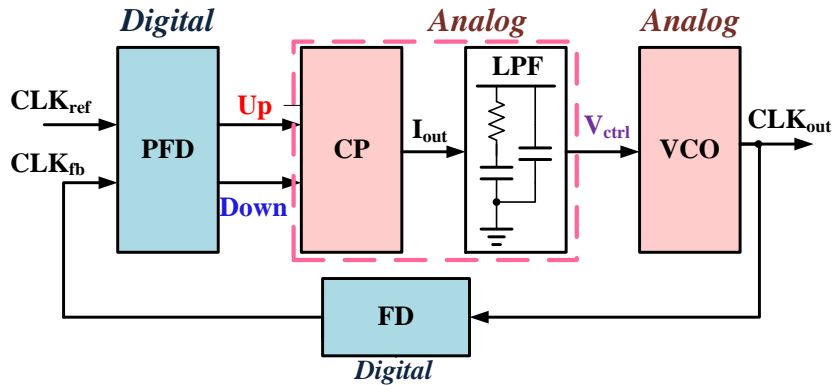 Digital
Analog
Analog
CLKref
CLKfb
PFD
Up
Down
CP
Iout
LPF
Vctrl
VCO
CLKout
FD
Digital